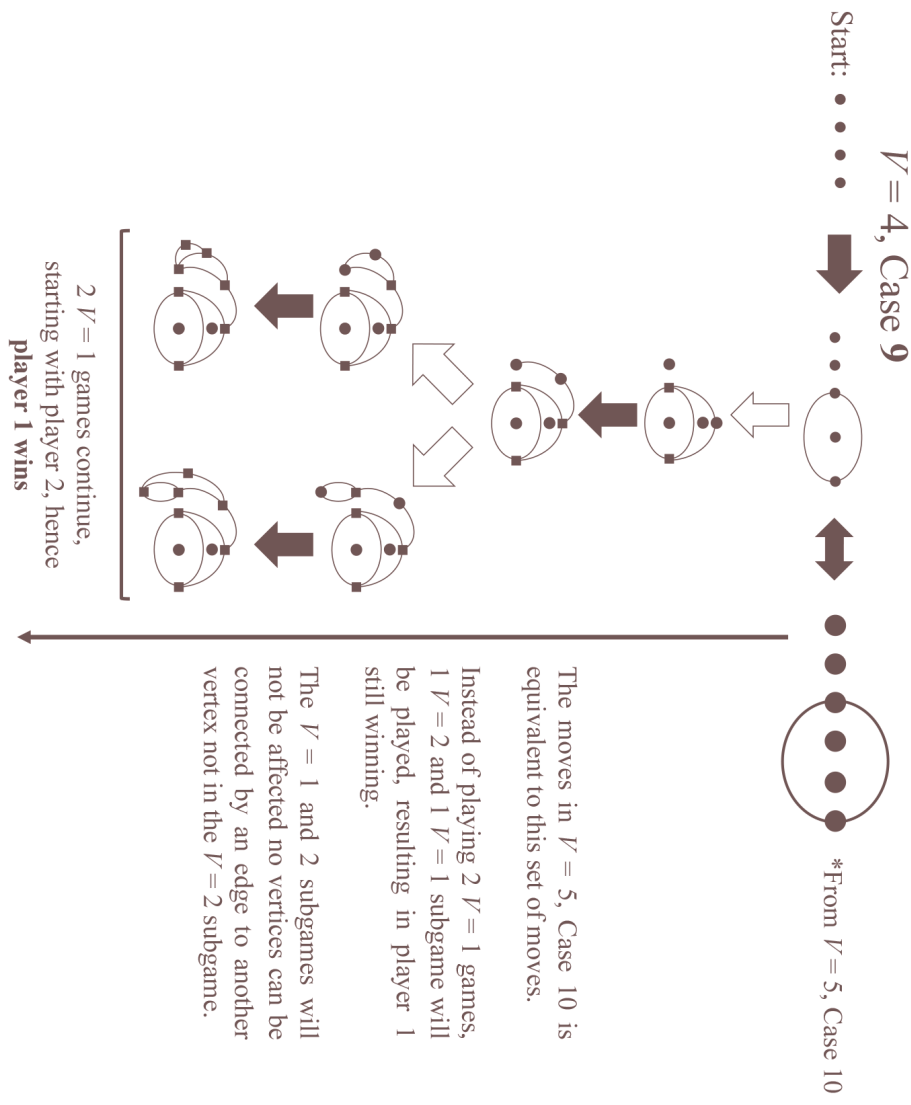 V = 4, Case 9
Start:
*From V = 5, Case 10
The moves in V = 5, Case 10 is
equivalent to this set of moves.
Instead of playing 2 V = 1 games,
1 V = 2 and 1 V = 1 subgame will
be played, resulting in player 1
still winning.
The V = 1 and 2 subgames will
not be affected no vertices can be
connected by an edge to another
vertex not in the V = 2 subgame.
2 V = 1 games continue,
starting with player 2, hence
player 1 wins